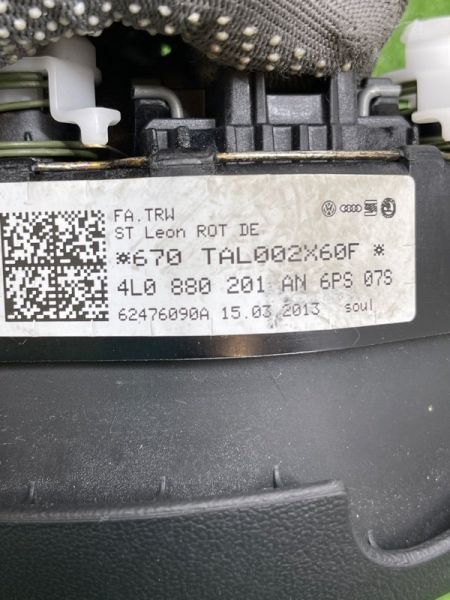 FA.TRW
ST Leon ROT DE
*670 TAL002X60F *
4L0 880 201 AN 6PS 07S
62476090A 15.03 2013 soul